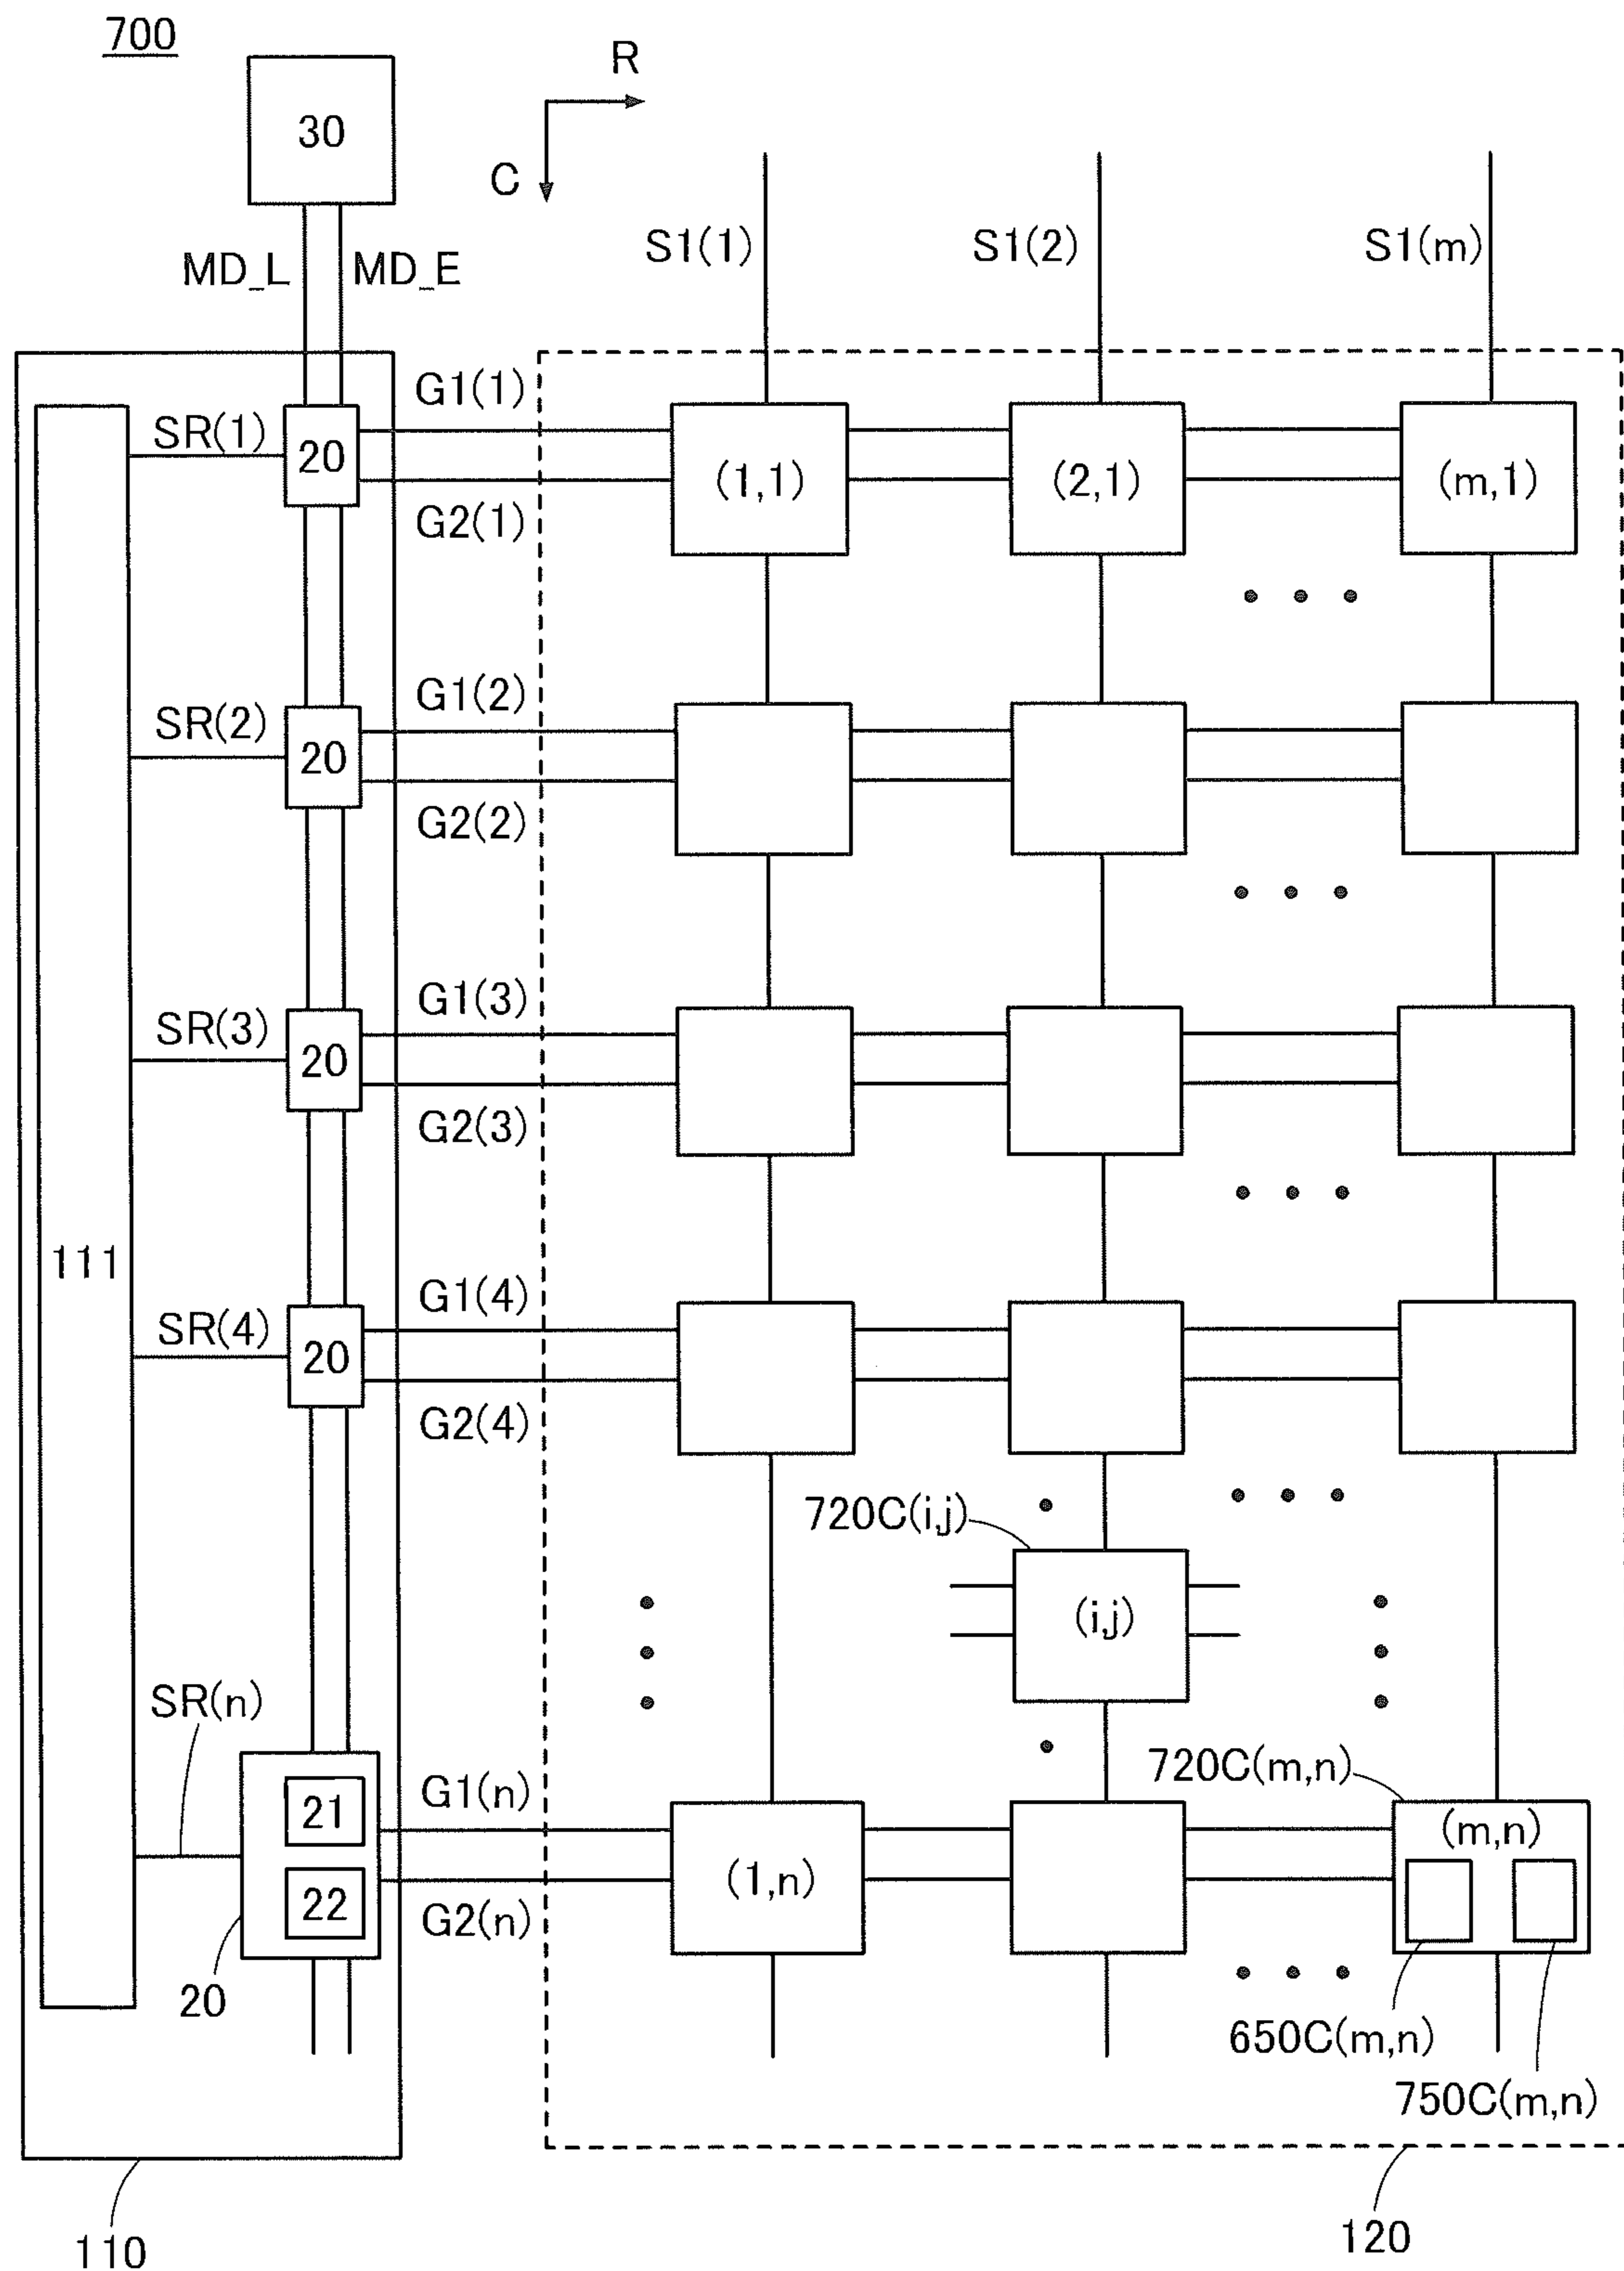 700
30
R
C
MD_L
MD_E
S1(1)
S1(2)
S1(m)
SR(1)
20
G1(1)
G2(1)
(1,1)
(2,1)
(m,1)
SR(2)
20
G1(2)
G2(2)
SR(3)
20
G1(3)
G2(3)
111
SR(4)
20
G1(4)
G2(4)
720C(i,j)
(i,j)
SR(n)
21
22
20
G1(n)
G2(n)
(1,n)
720C(m,n)
(m,n)
650C(m,n)
750C(m,n)
110
120